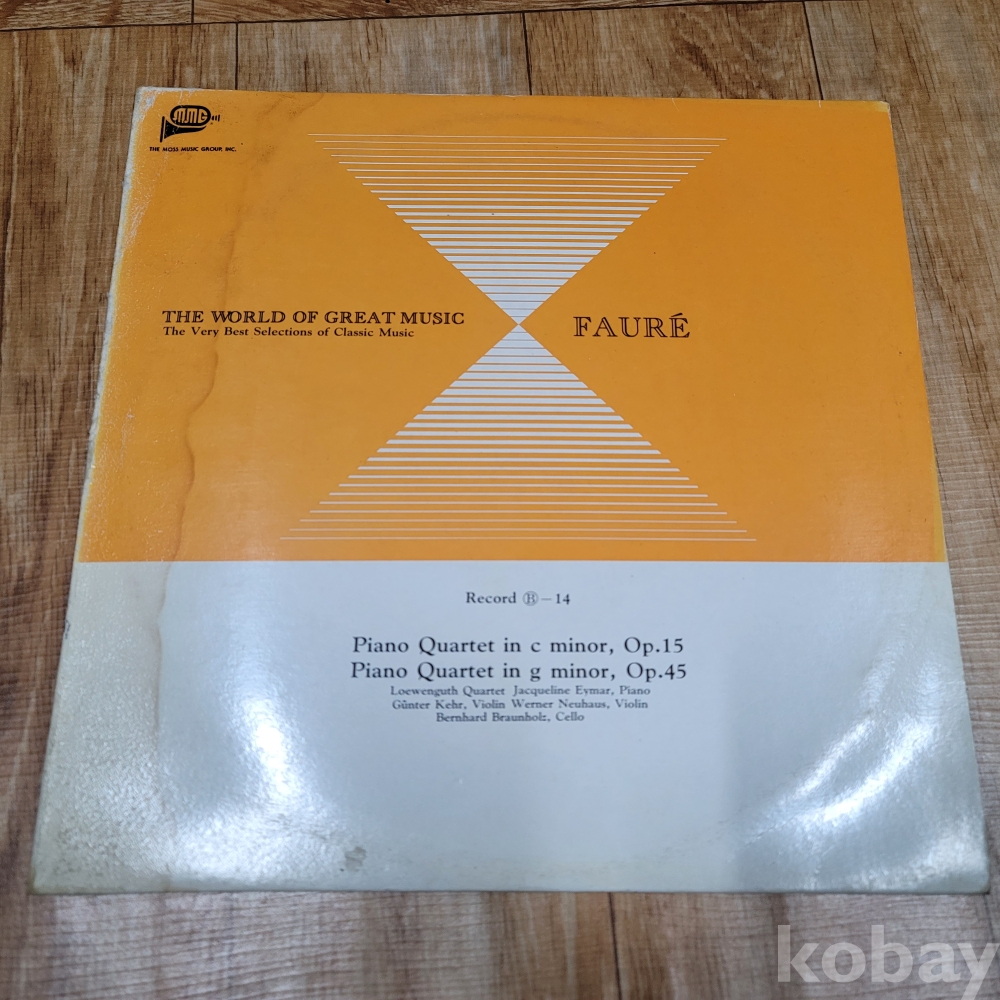 MMG
THE MOSS MUSIC GROUP, INC.
THE WORLD OF GREAT MUSIC
The Very Best Selections of Classic Music
FAURÉ
Record Ⓑ–14
Piano Quartet in c minor, Op.15
Piano Quartet in g minor, Op.45
Loewenguth Quartet Jacqueline Eymar, Piano
Günter Kehr, Violin Werner Neuhaus, Violin
Bernhard Braunholz, Cello
kobay